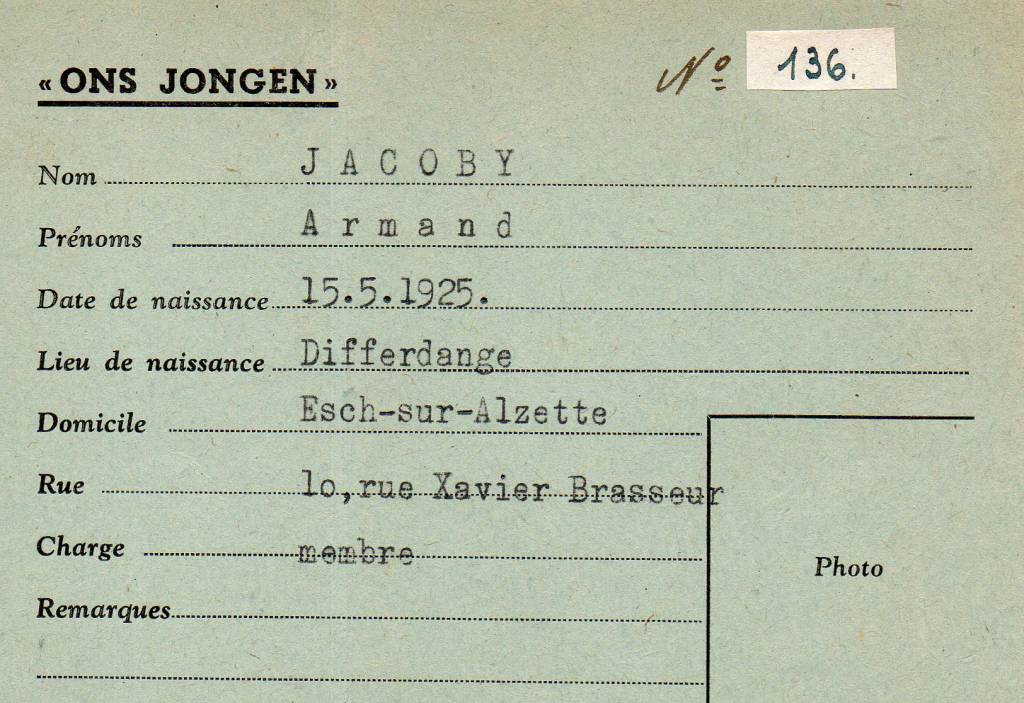 « ONS JONGEN » Nº 136.
Nom JACOBY
Prénoms Armand
Date de naissance 15.5.1925.
Lieu de naissance Differdange
Domicile Esch-sur-Alzette
Rue lo,rue Xavier Brasseur
Charge membre
Photo
Remarques